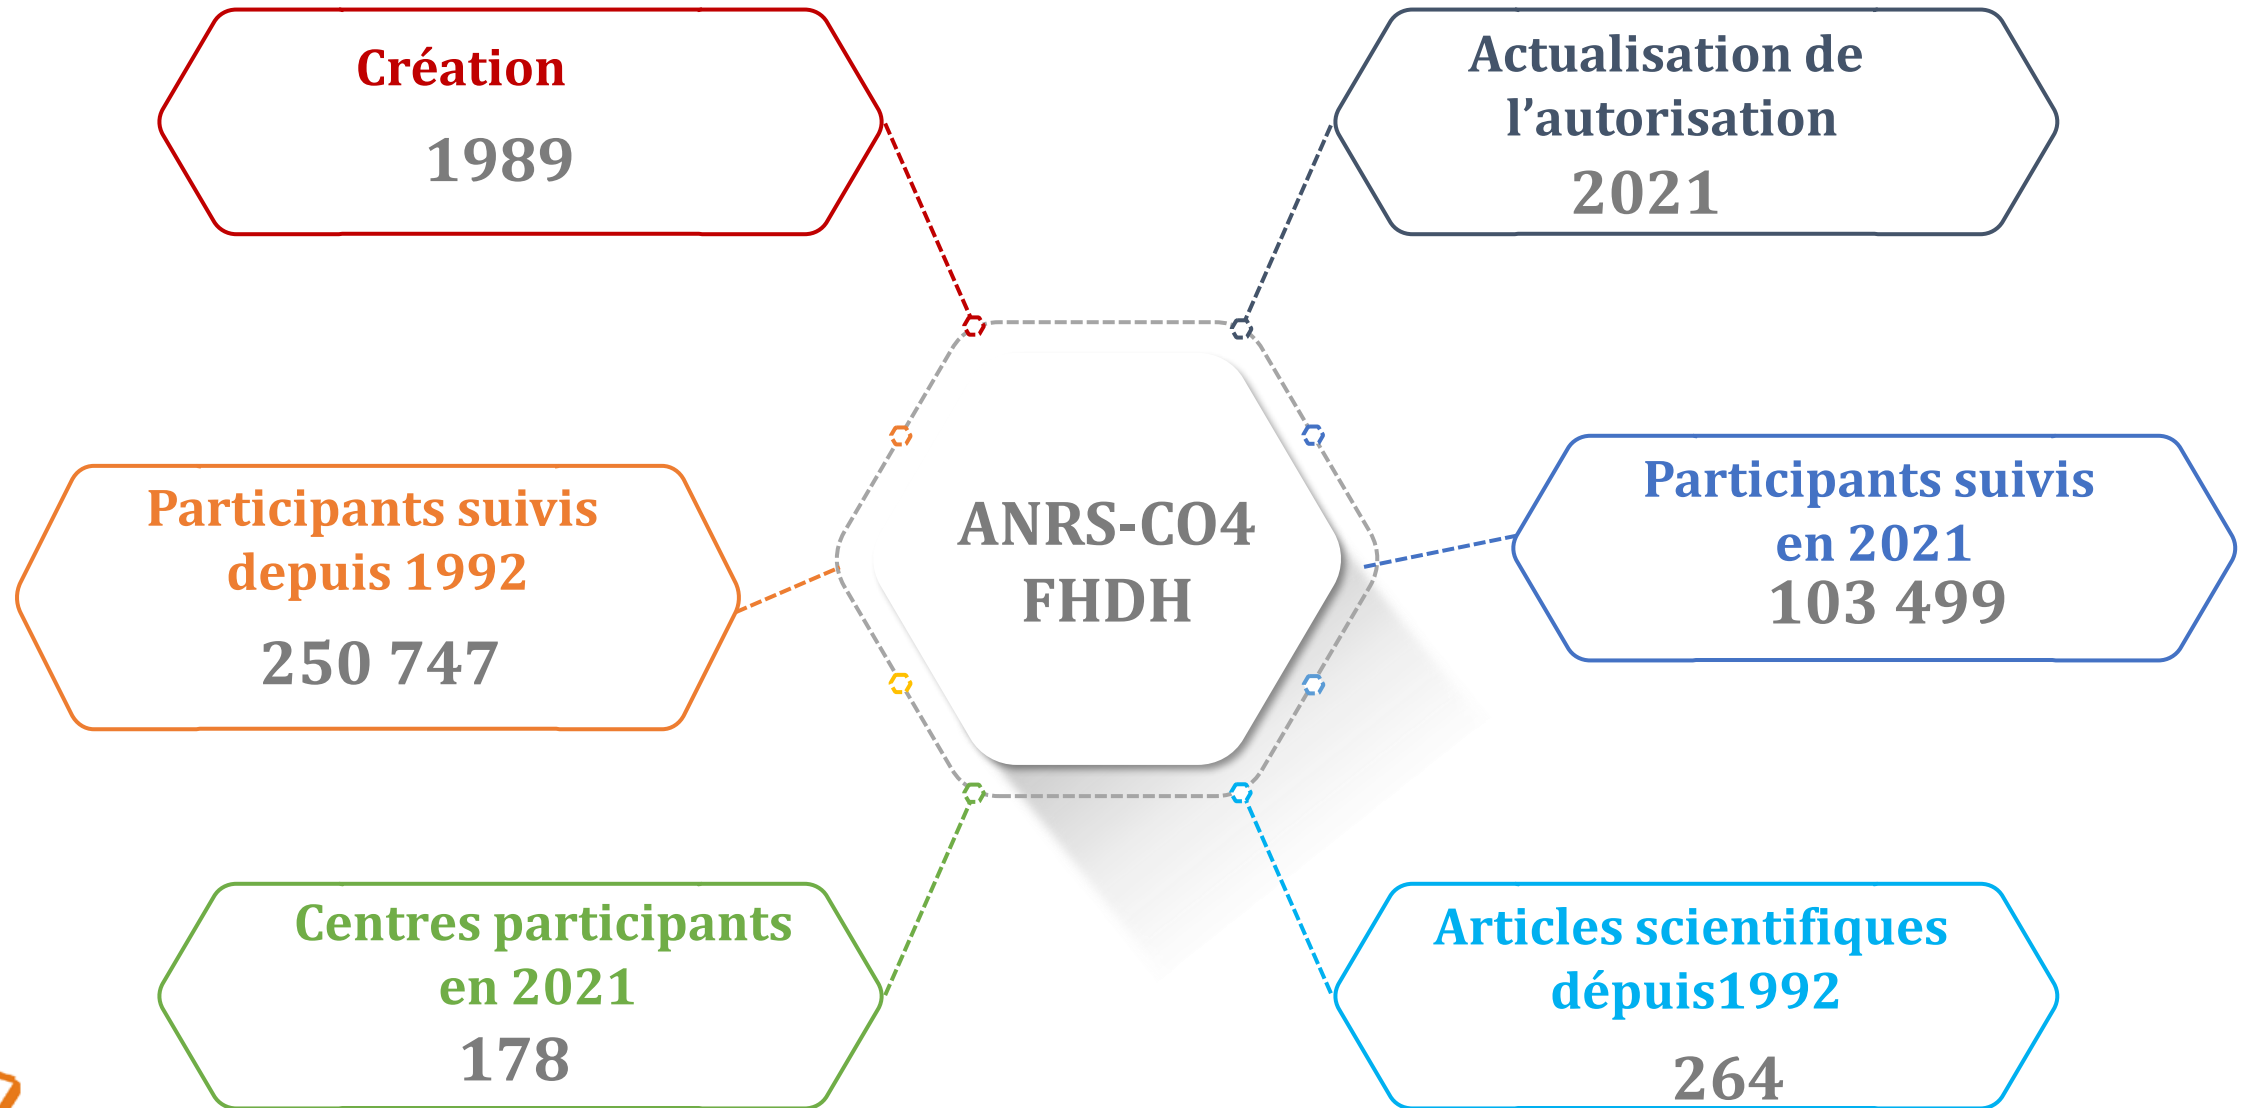 Création
1989
Actualisation de
l’autorisation
2021
Participants suivis
depuis 1992
250 747
ANRS-CO4
FHDH
Participants suivis
en 2021
103 499
Centres participants
en 2021
178
Articles scientifiques
dépuis1992
264